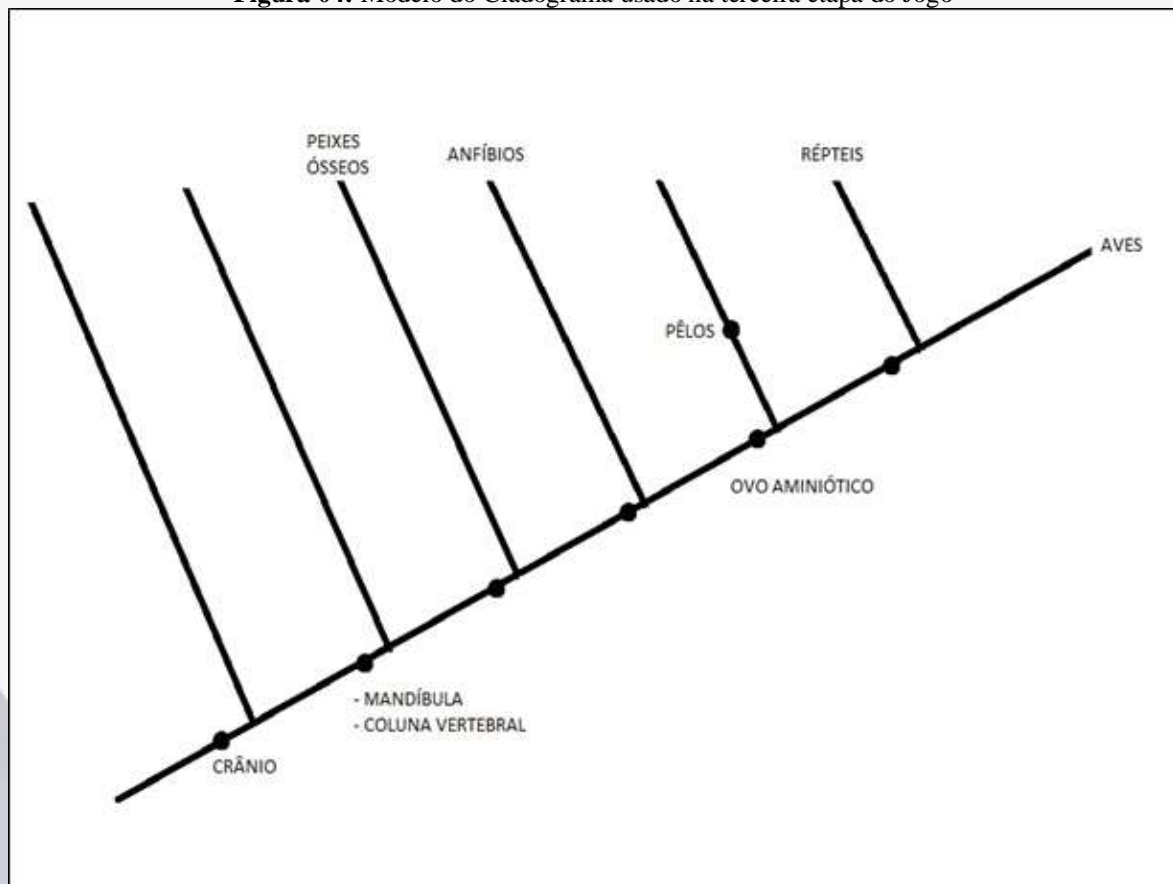 Figura 04: Modelo do Cladograma usado na terceira etapa do Jogo
PEIXES
ÓSSEOS
ANFÍBIOS
RÉPTEIS
AVES
PÊLOS
OVO AMINIÓTICO
- MANDÍBULA
- COLUNA VERTEBRAL
CRÂNIO